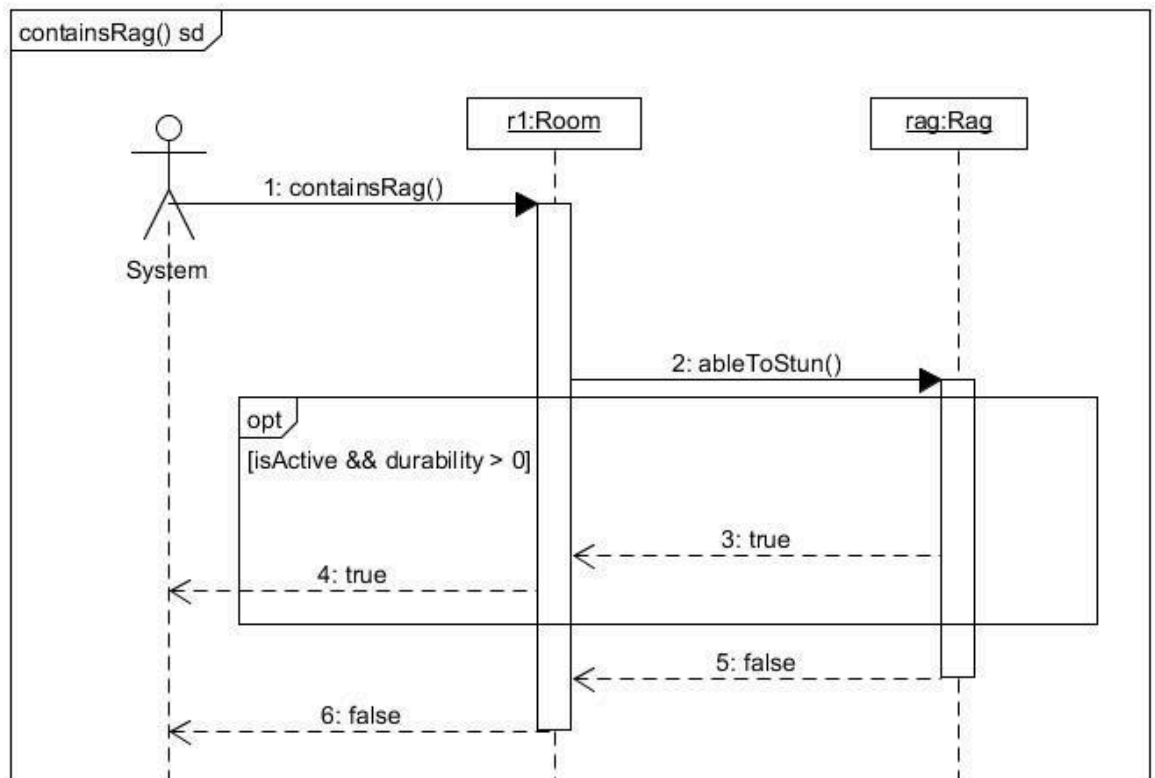 containsRag() sd
r1:Room
rag:Rag
1: containsRag()
System
2: ableToStun()
opt
[isActive && durability > 0]
3: true
4: true
5: false
6: false